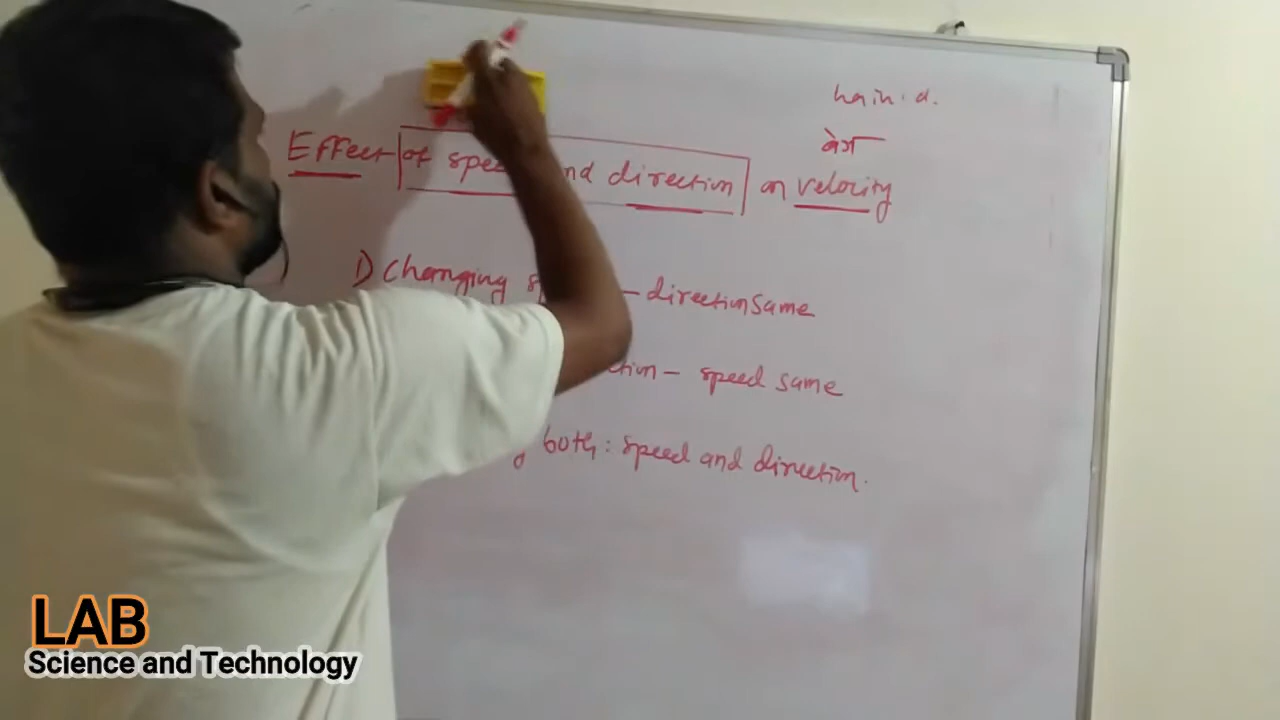 वेग
Effect of speed and direction on velocity
1) Changing direction same
ction - speed same
both: speed and direction.
LAB
Science and Technology